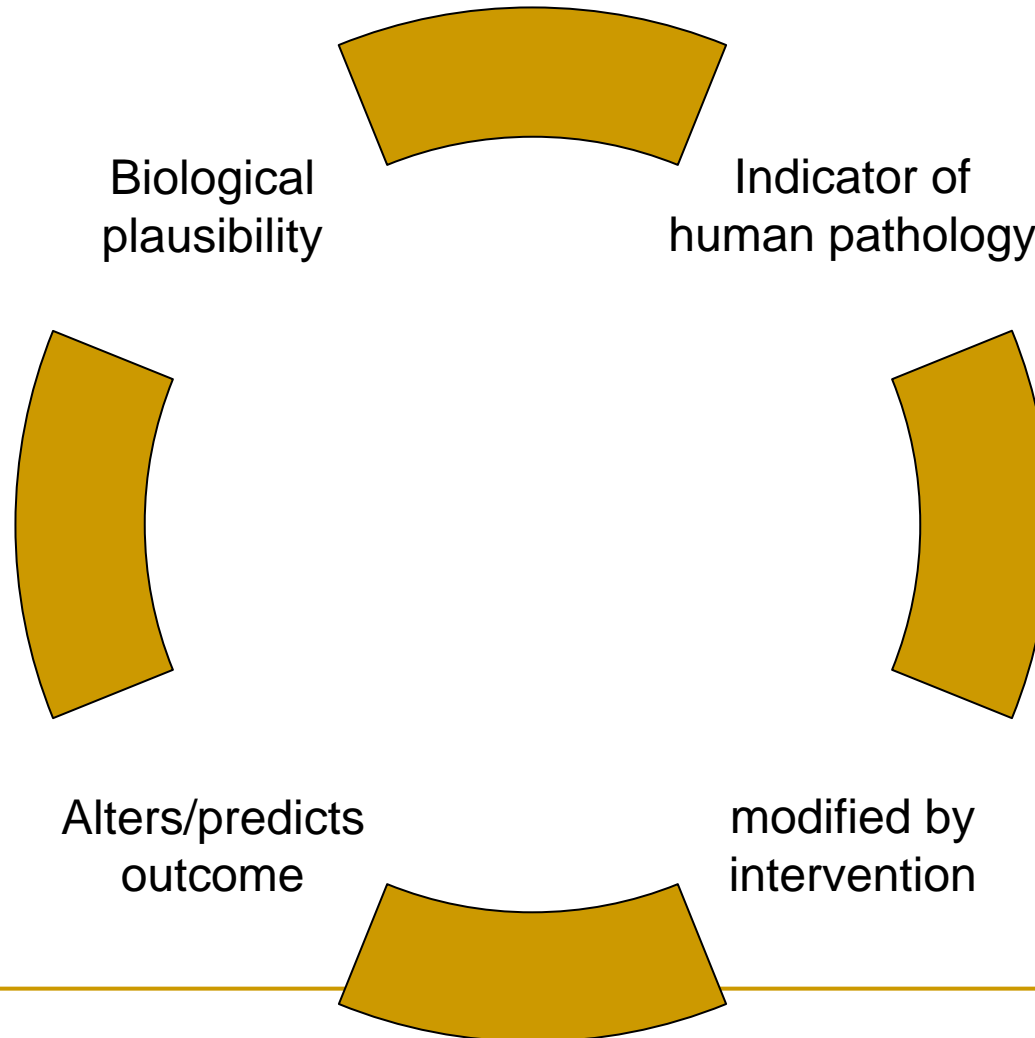 Biological
plausibility
Indicator of
human pathology
Alters/predicts
outcome
modified by
intervention